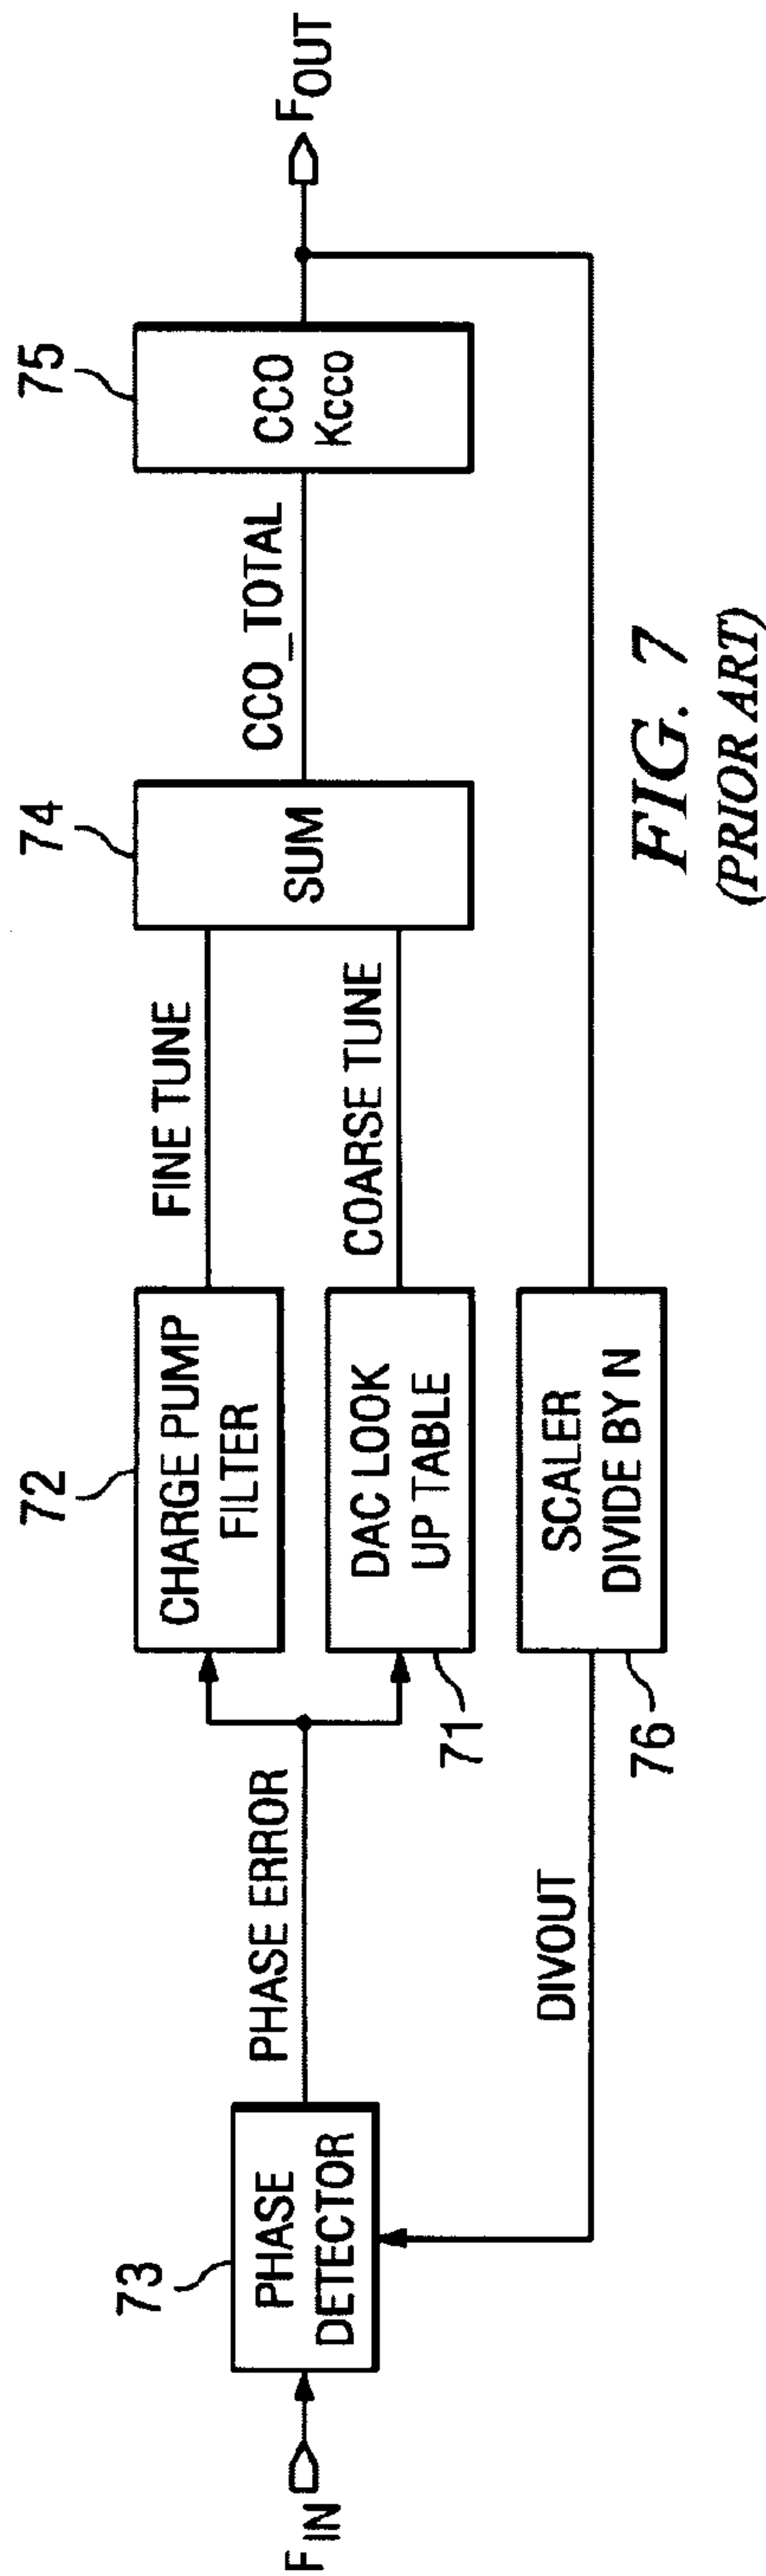 F_IN
73
PHASE
DETECTOR
PHASE ERROR
72
CHARGE PUMP
FILTER
71
DAC LOOK
UP TABLE
FINE TUNE
COARSE TUNE
74
SUM
CCO_TOTAL
75
CCO
KCCO
FOUT
76
SCALER
DIVIDE BY N
DIVOUT
FIG. 7
(PRIOR ART)